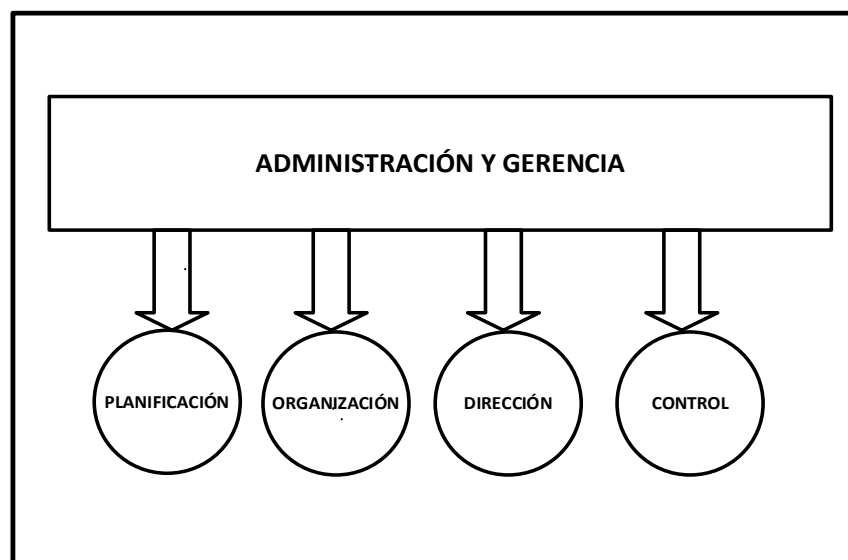 ADMINISTRACIÓN Y GERENCIA
PLANIFICACIÓN
ORGANIZACIÓN
DIRECCIÓN
CONTROL